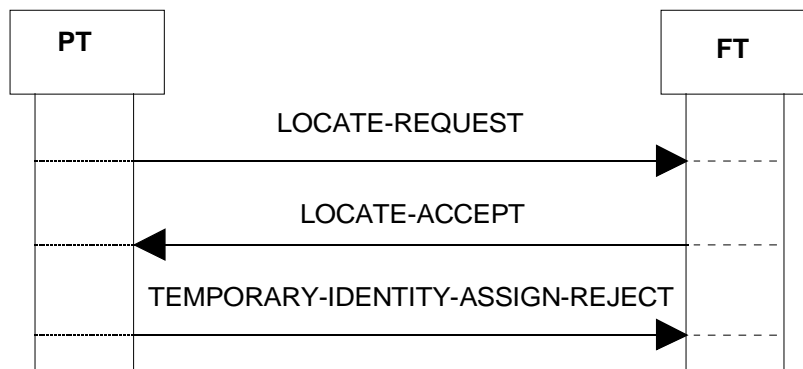 PT
FT
LOCATE-REQUEST
LOCATE-ACCEPT
TEMPORARY-IDENTITY-ASSIGN-REJECT